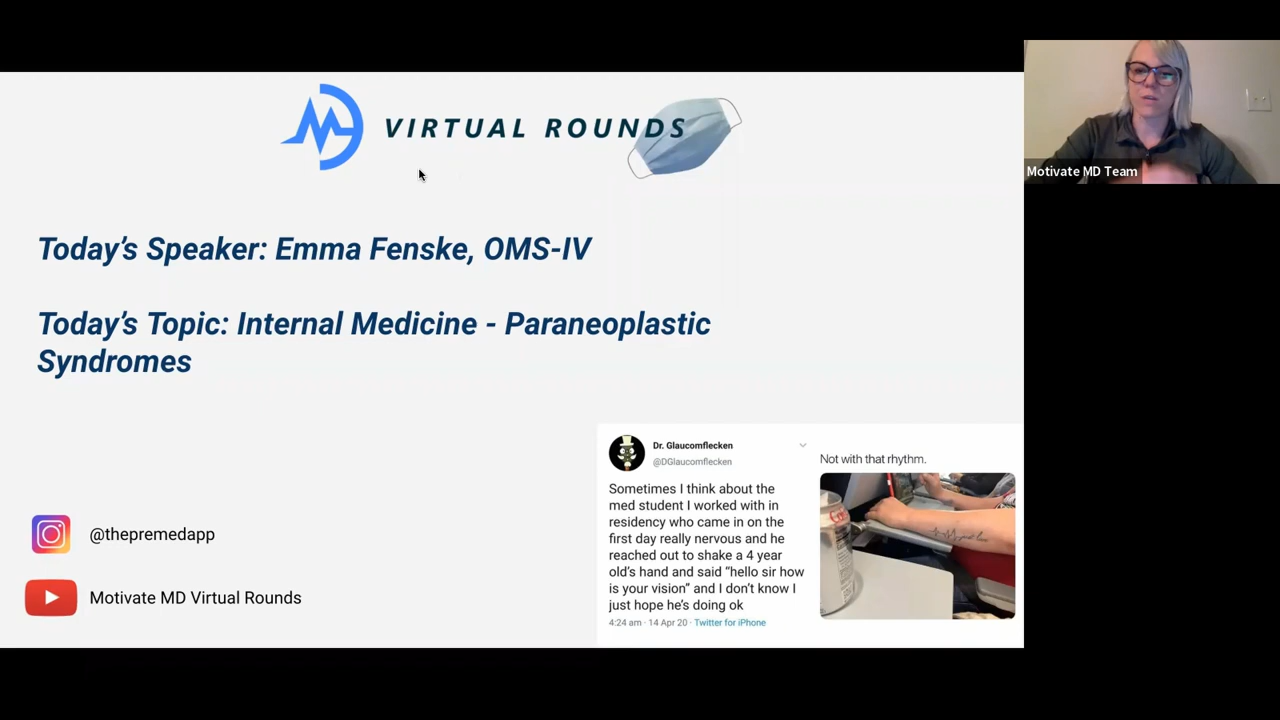 VIRTUAL ROUNDS
Motivate MD Team
Today’s Speaker: Emma Fenske, OMS-IV
Today’s Topic: Internal Medicine - Paraneoplastic
Syndromes
Dr. Glaucomflecken
@DGlaucomflecken
Sometimes I think about the
med student I worked with in
residency who came in on the
first day really nervous and he
reached out to shake a 4 year
old’s hand and said “hello sir how
is your vision” and I don’t know I
just hope he’s doing ok
4:24 am · 14 Apr 20 · Twitter for iPhone
Not with that rhythm.
@thepremedapp
Motivate MD Virtual Rounds